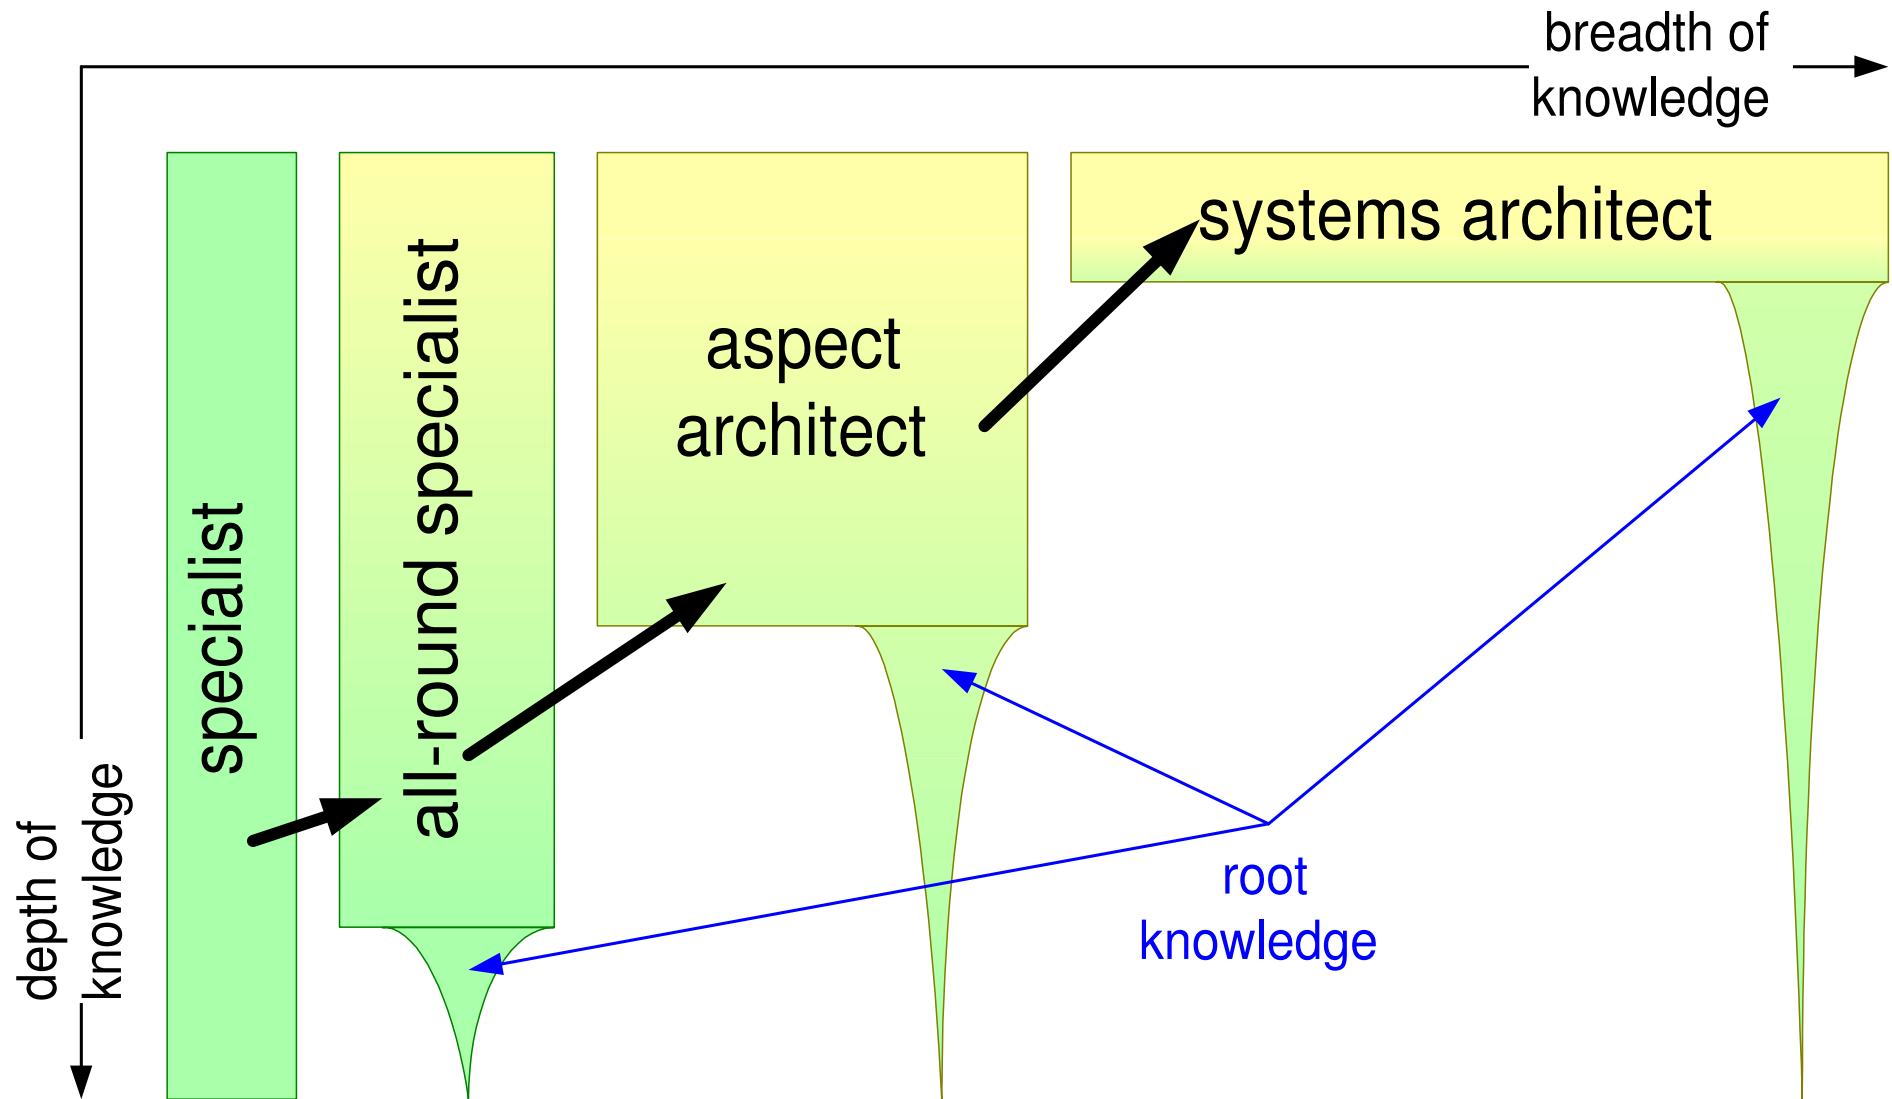 breadth of
knowledge
systems architect
aspect
architect
all-round specialist
specialist
depth of
knowledge
root
knowledge